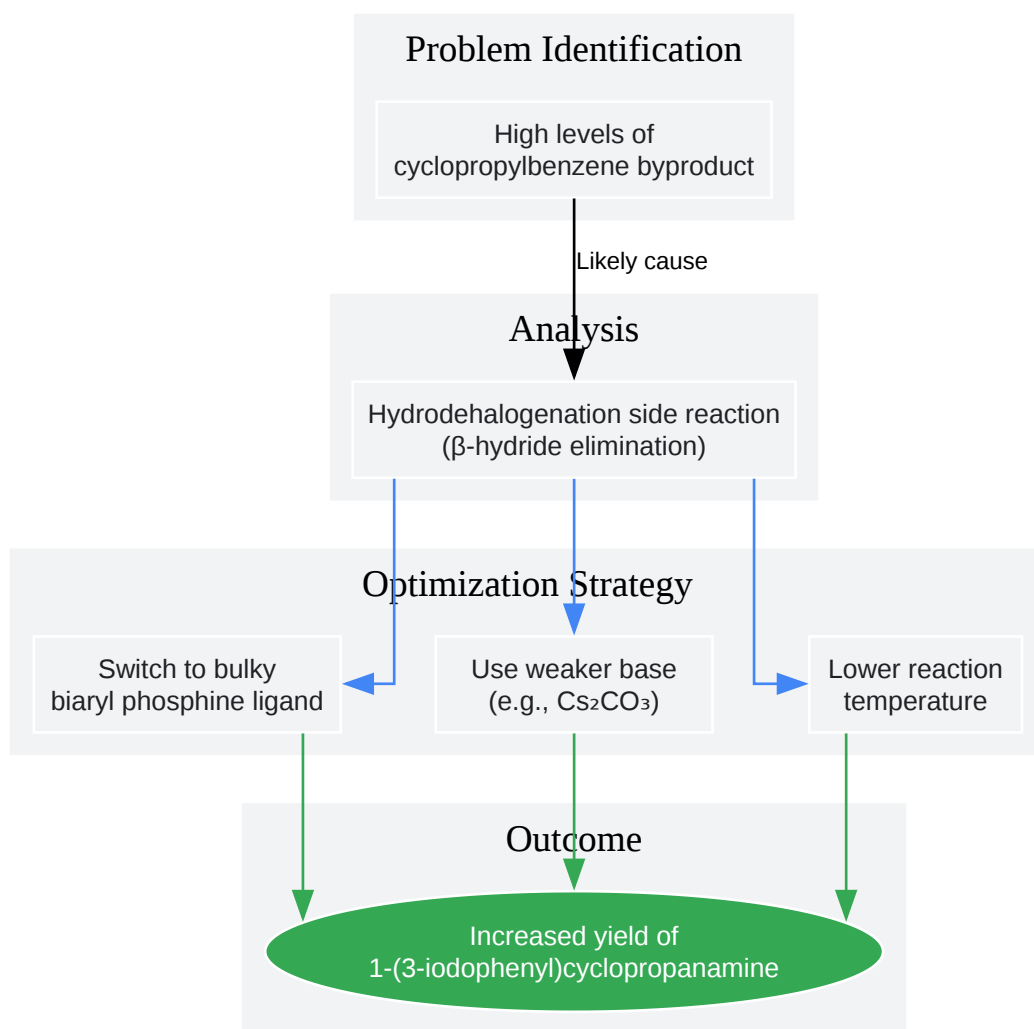 Problem Identification
High levels of
cyclopropylbenzene byproduct
Likely cause
Analysis
Hydrodehalogenation side reaction
(β-hydride elimination)
Optimization Strategy
Switch to bulky
biaryl phosphine ligand
Use weaker base
(e.g., Cs₂CO₃)
Lower reaction
temperature
Outcome
Increased yield of
1-(3-iodophenyl)cyclopropanamine